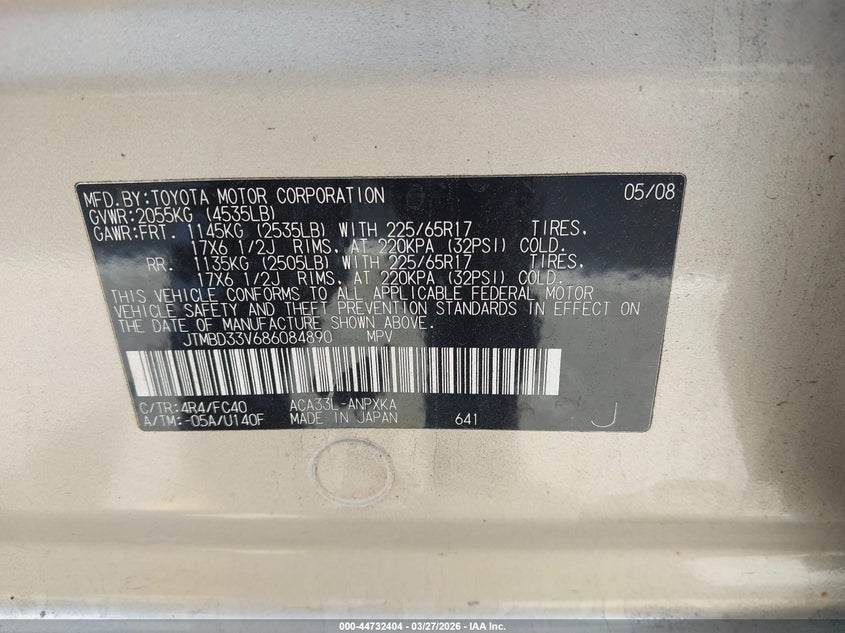 MFD.BY:TOYOTA MOTOR CORPORATION 05/08
GVWR:2055KG (4535LB)
GAWR:FRT. 1145KG (2535LB) WITH 225/65R17 TIRES,
17X6 1/2J RIMS, AT 220KPA (32PSI) COLD.
RR. 1135KG (2505LB) WITH 225/65R17 TIRES,
17X6 1/2J RIMS, AT 220KPA (32PSI) COLD.
THIS VEHICLE CONFORMS TO ALL APPLICABLE FEDERAL MOTOR
VEHICLE SAFETY AND THEFT PREVENTION STANDARDS IN EFFECT ON
THE DATE OF MANUFACTURE SHOWN ABOVE.
JTMBD33V686084890 MPV
C/TR:4R4/FC40 ACA33L-ANPXKA
A/TM:-05A/U140F MADE IN JAPAN 641 J
000-44732404 - 03/27/2026 - IAA Inc.